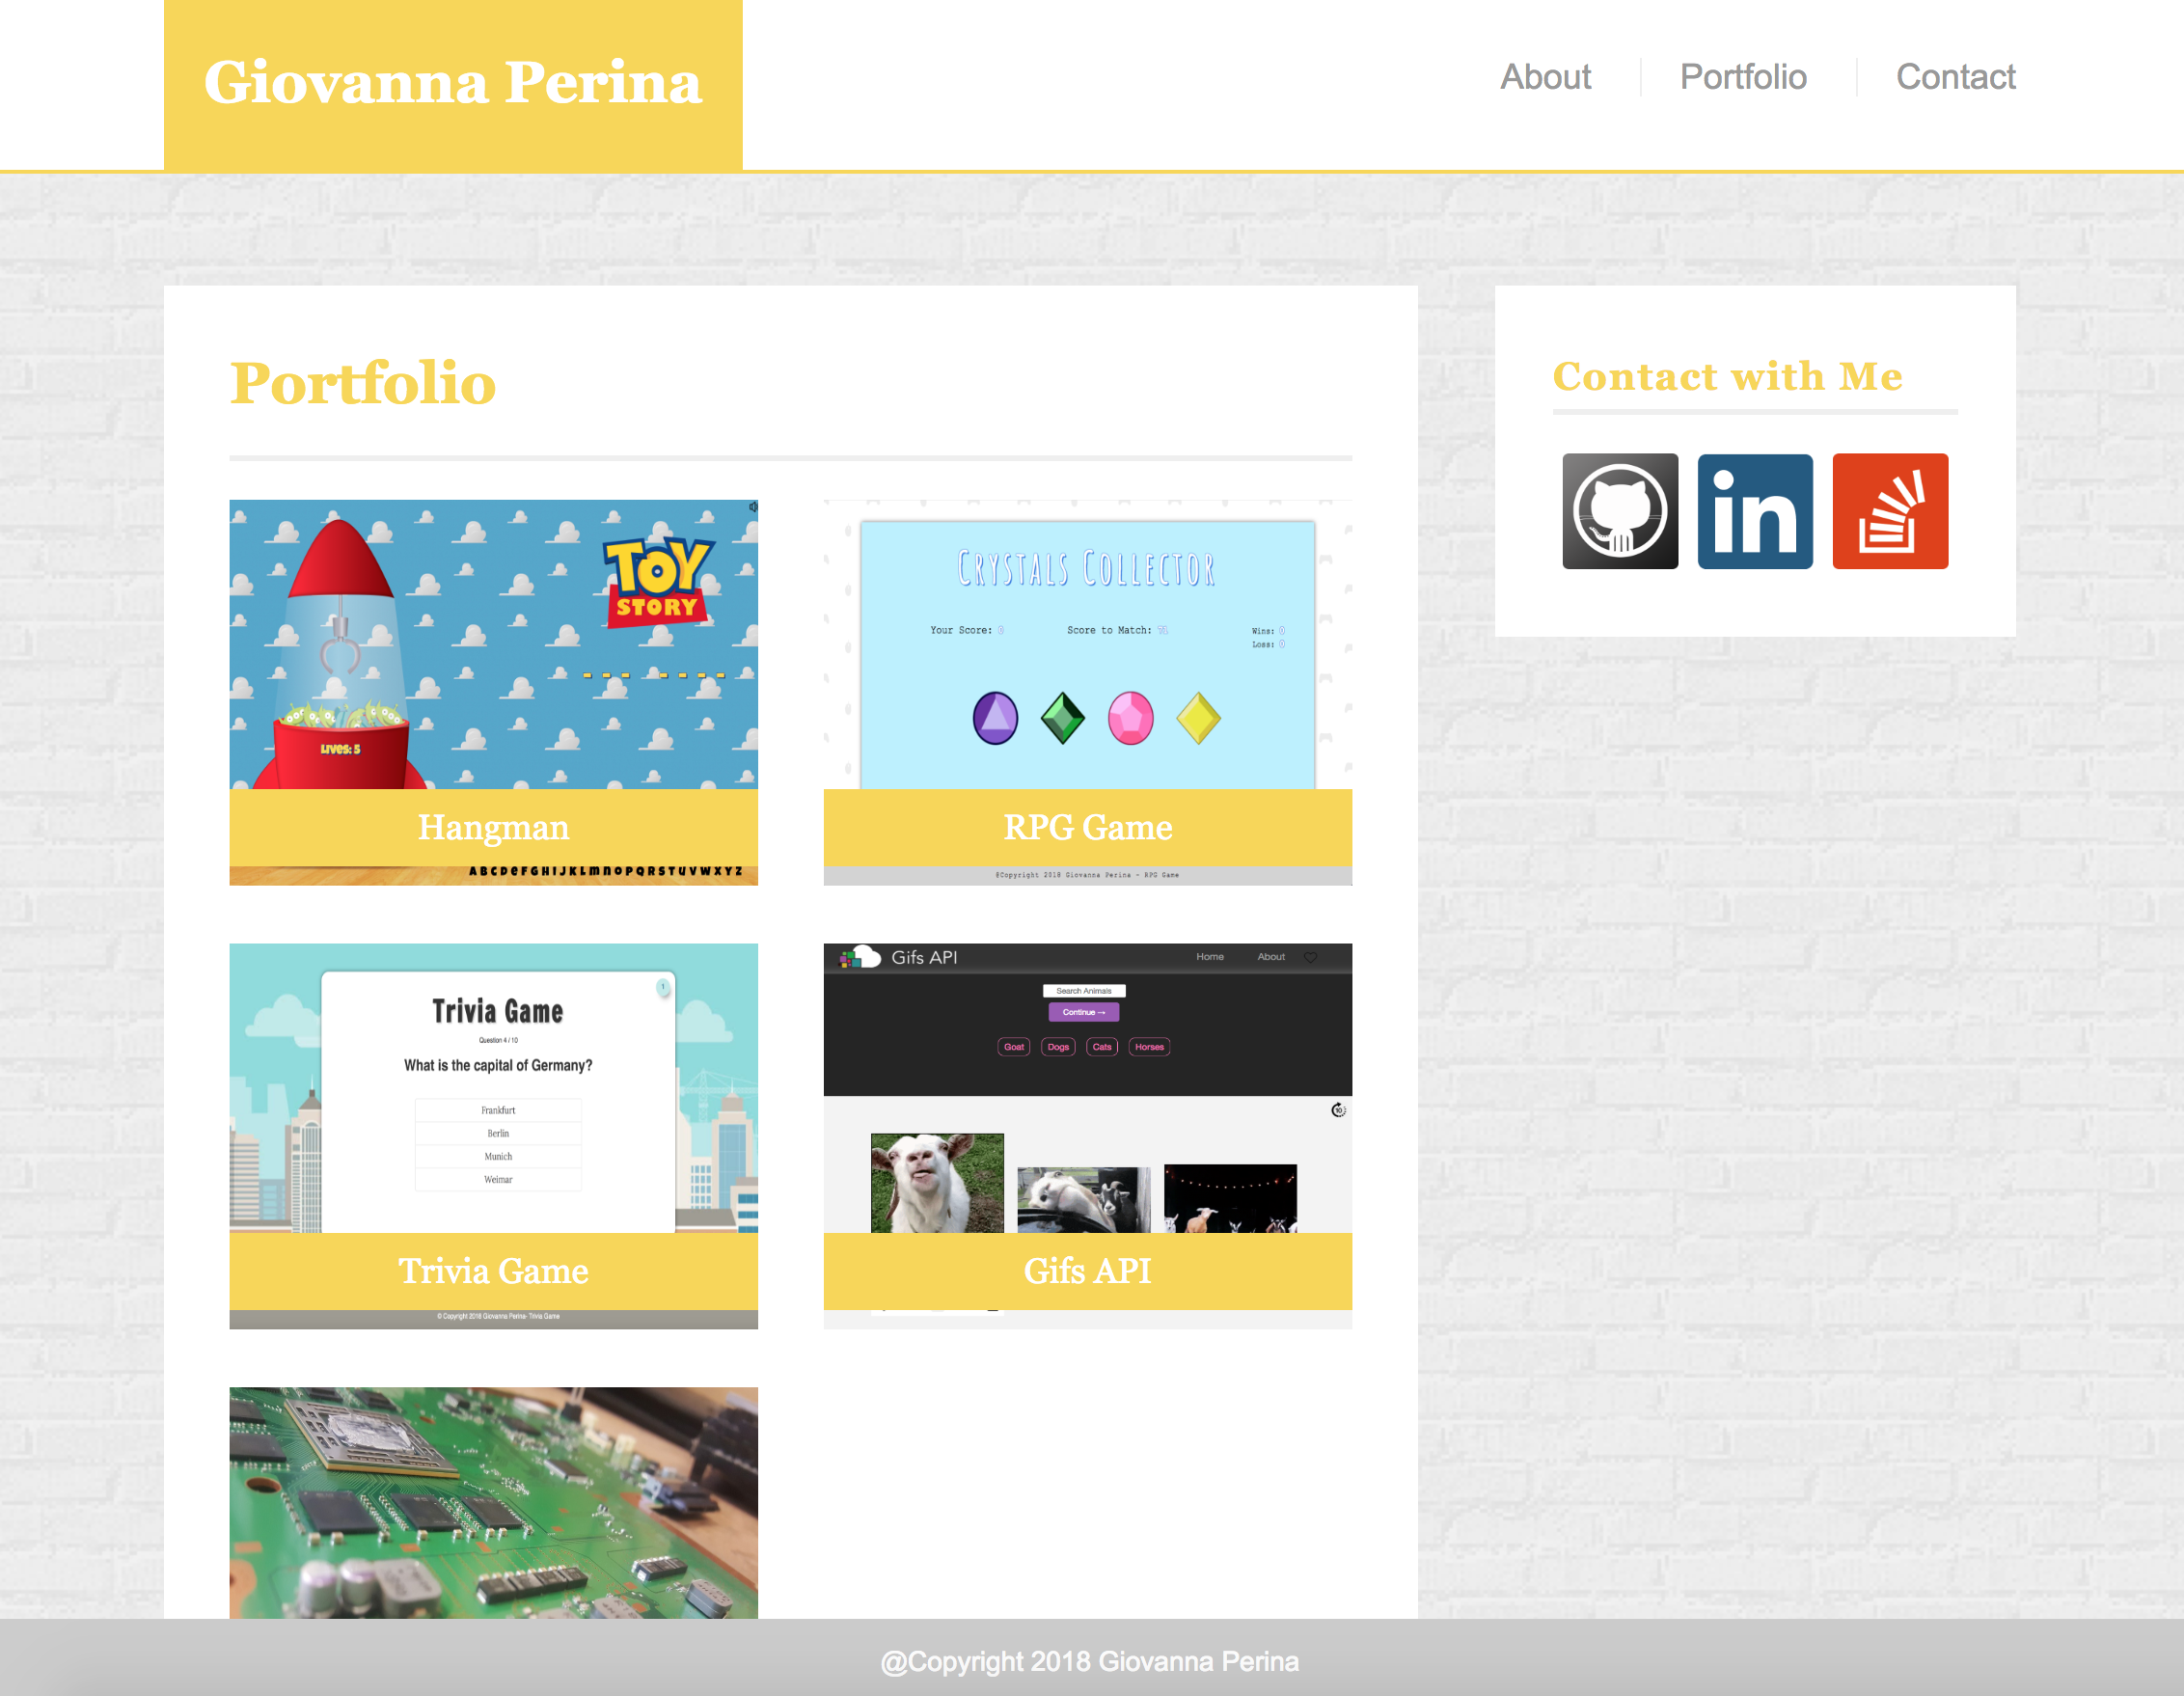 Giovanna Perina
About
Portfolio
Contact
Portfolio
TOY
STORY
Lives: 5
Hangman
ABCDEFGHIJKLMNOPQRSTUVWXYZ
Crystals Collector
Your Score: 0
Score to Match:
Wins: 0
Loss: 0
RPG Game
@Copyright 2018 Giovanna Perina - RPG Game
1
Trivia Game
Question 4 / 10
What is the capital of Germany?
Frankfurt
Berlin
Munich
Weimar
Trivia Game
© Copyright 2018 Giovanna Perina- Trivia Game
Gifs API
Home
About
Search Animals
Continue →
Goat
Dogs
Cats
Horses
10
Gifs API
Contact with Me
in
@Copyright 2018 Giovanna Perina